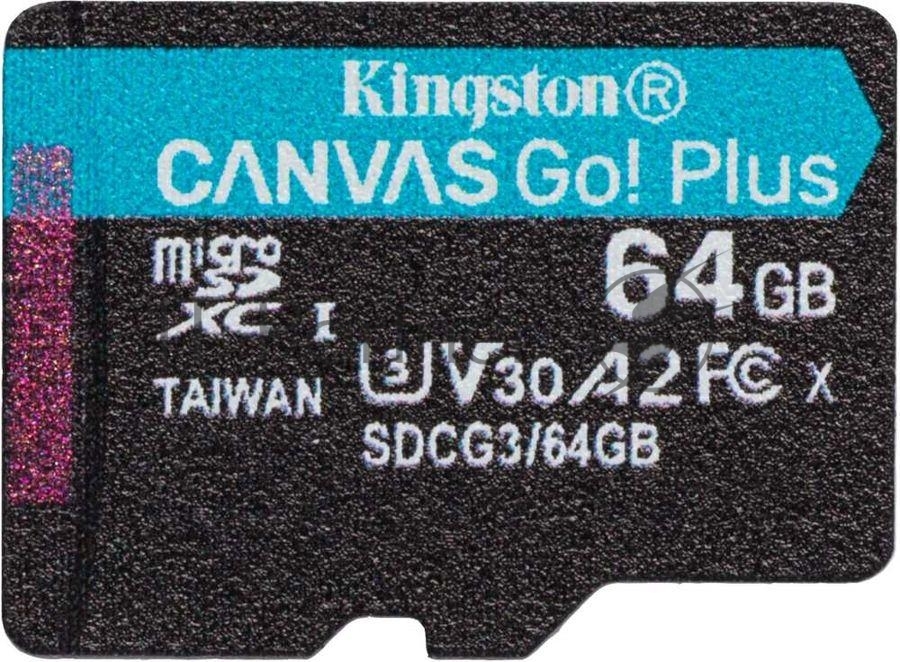 Kingston®
CANVAS Go! Plus
micro
SD
XC I
64GB
TAIWAN
U3 V30 A2 FC X
SDCG3/64GB